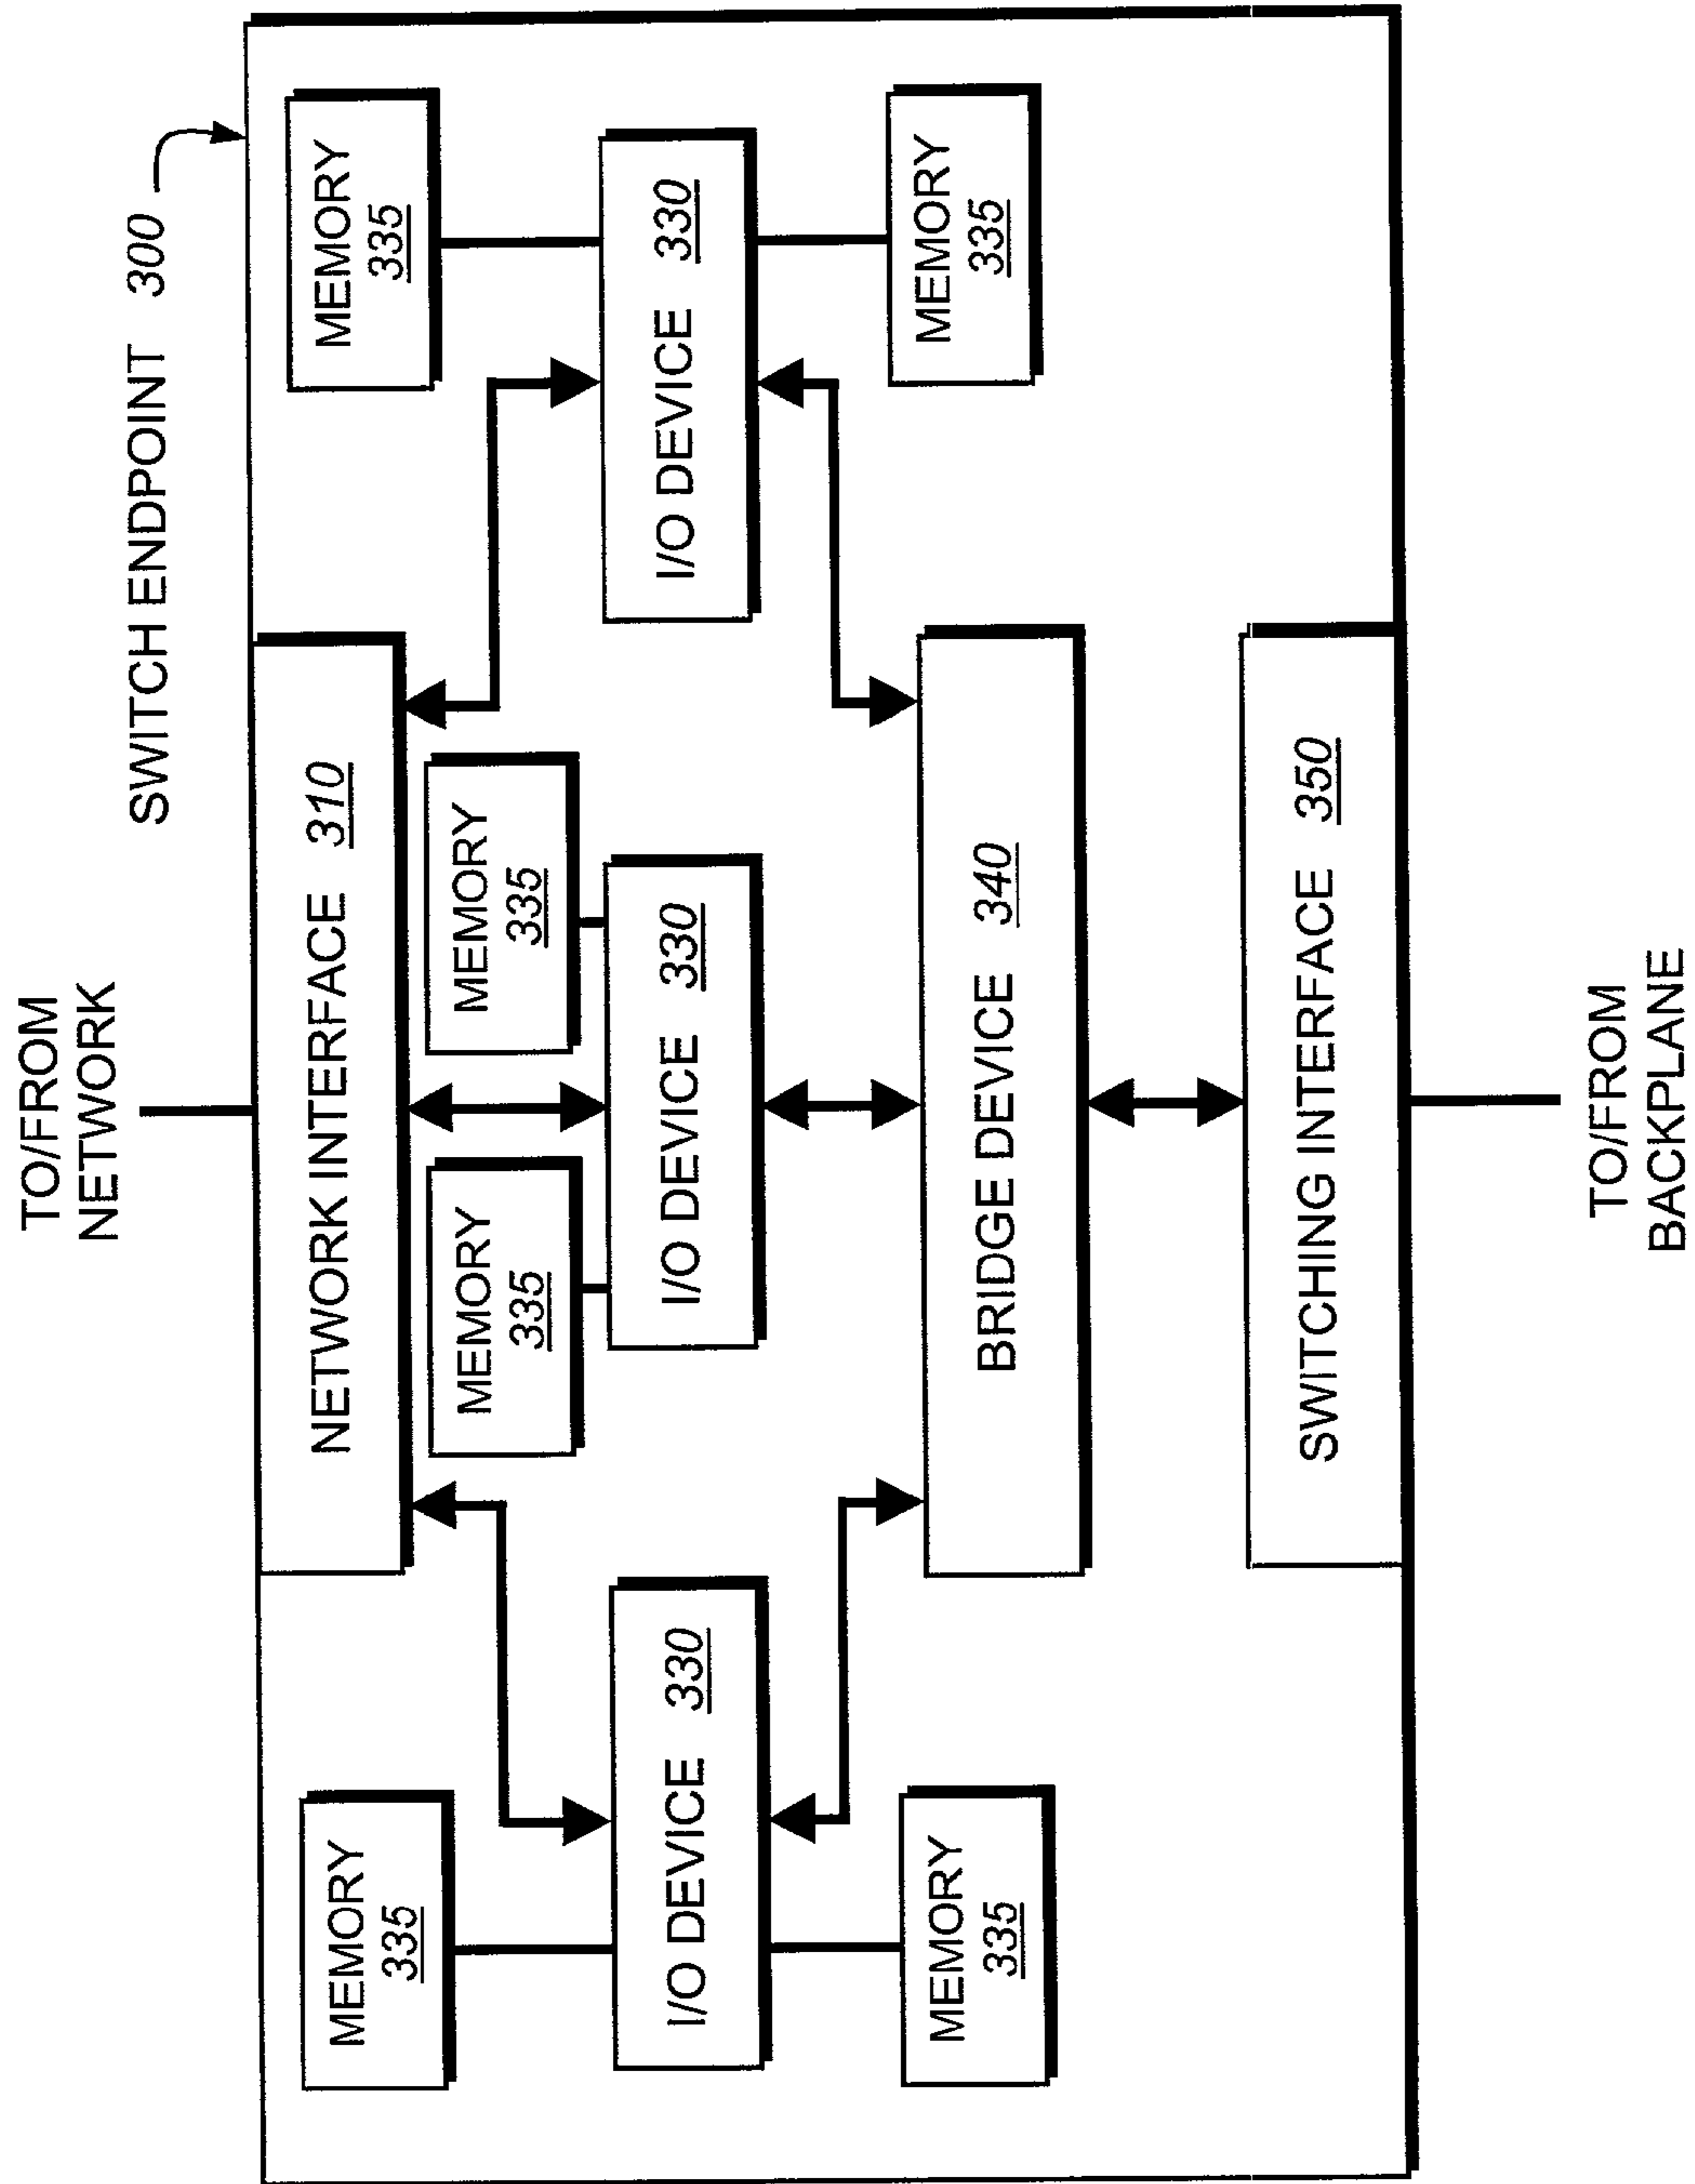 TO/FROM
NETWORK
SWITCH ENDPOINT 300
NETWORK INTERFACE 310
MEMORY
335
MEMORY
335
MEMORY
335
MEMORY
335
I/O DEVICE 330
I/O DEVICE 330
I/O DEVICE 330
MEMORY
335
BRIDGE DEVICE 340
MEMORY
335
SWITCHING INTERFACE 350
TO/FROM
BACKPLANE